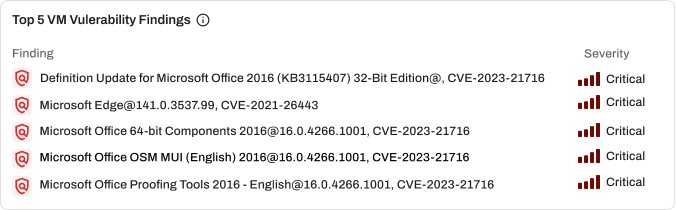 Top 5 VM Vulerability Findings
Finding Severity
Definition Update for Microsoft Office 2016 (KB3115407) 32-Bit Edition@, CVE-2023-21716 Critical
Microsoft Edge@141.0.3537.99, CVE-2021-26443 Critical
Microsoft Office 64-bit Components 2016@16.0.4266.1001, CVE-2023-21716 Critical
Microsoft Office OSM MUI (English) 2016@16.0.4266.1001, CVE-2023-21716 Critical
Microsoft Office Proofing Tools 2016 - English@16.0.4266.1001, CVE-2023-21716 Critical